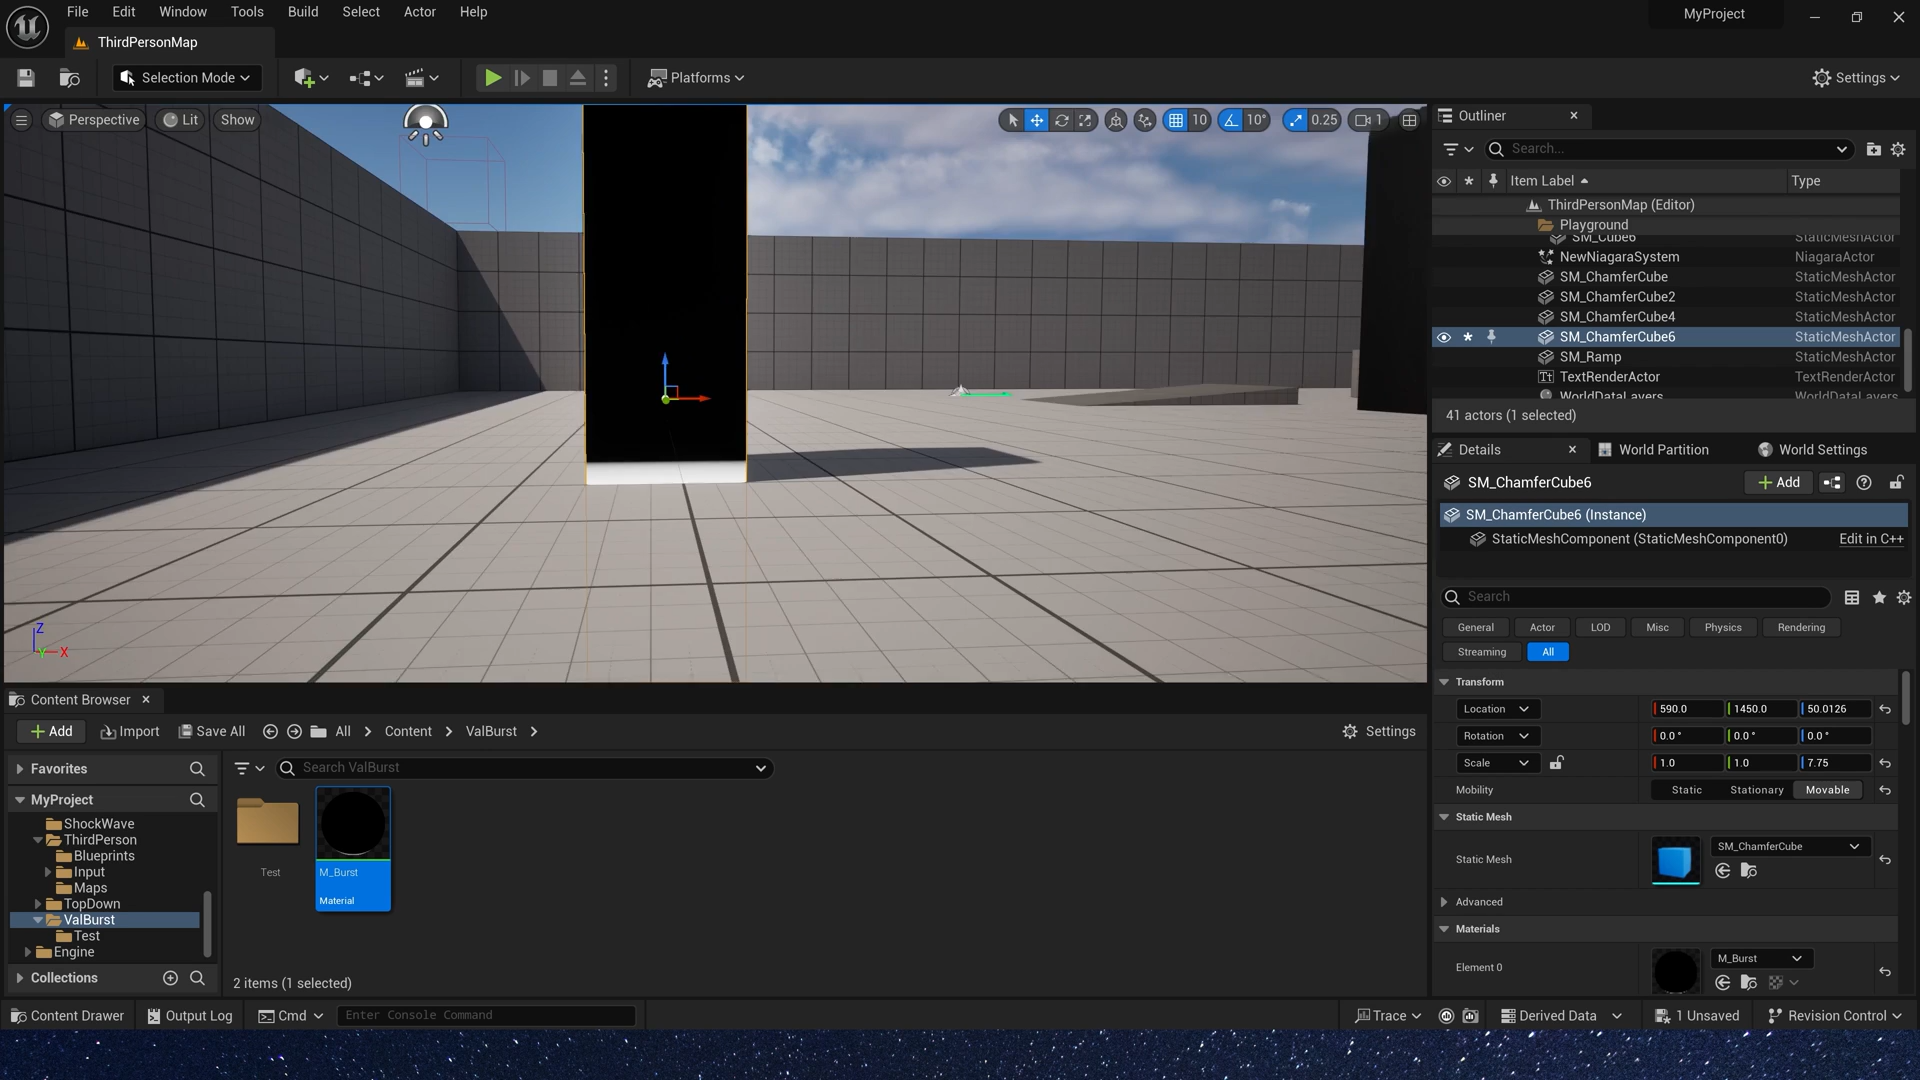 File Edit Window Tools Build Select Actor Help
MyProject
ThirdPersonMap
Selection Mode
Platforms
Settings
Perspective
Lit
Show
10
10°
0.25
1
Outliner
Search...
Item Label
Type
ThirdPersonMap (Editor)
Playground
SM_Cube6 StaticMeshActor
NewNiagaraSystem NiagaraActor
SM_ChamferCube StaticMeshActor
SM_ChamferCube2 StaticMeshActor
SM_ChamferCube4 StaticMeshActor
SM_ChamferCube6 StaticMeshActor
SM_Ramp StaticMeshActor
TextRenderActor TextRenderActor
WorldDataLayers WorldDataLayers
41 actors (1 selected)
Details
World Partition
World Settings
SM_ChamferCube6
Add
SM_ChamferCube6 (Instance)
StaticMeshComponent (StaticMeshComponent0)
Edit in C++
Search
General Actor LOD Misc Physics Rendering
Streaming All
Transform
Location 590.0 1450.0 50.0126
Rotation 0.0 ° 0.0 ° 0.0 °
Scale 1.0 1.0 7.75
Mobility Static Stationary Movable
Static Mesh
Static Mesh SM_ChamferCube
Advanced
Materials
Element 0 M_Burst
Z
Y
X
Content Browser
Add Import Save All All Content ValBurst Settings
Favorites
MyProject
ShockWave
ThirdPerson
Blueprints
Input
Maps
TopDown
ValBurst
Test
Engine
Collections
Search ValBurst
Test
M_Burst
Material
2 items (1 selected)
Content Drawer Output Log Cmd Enter Console Command Trace Derived Data 1 Unsaved Revision Control